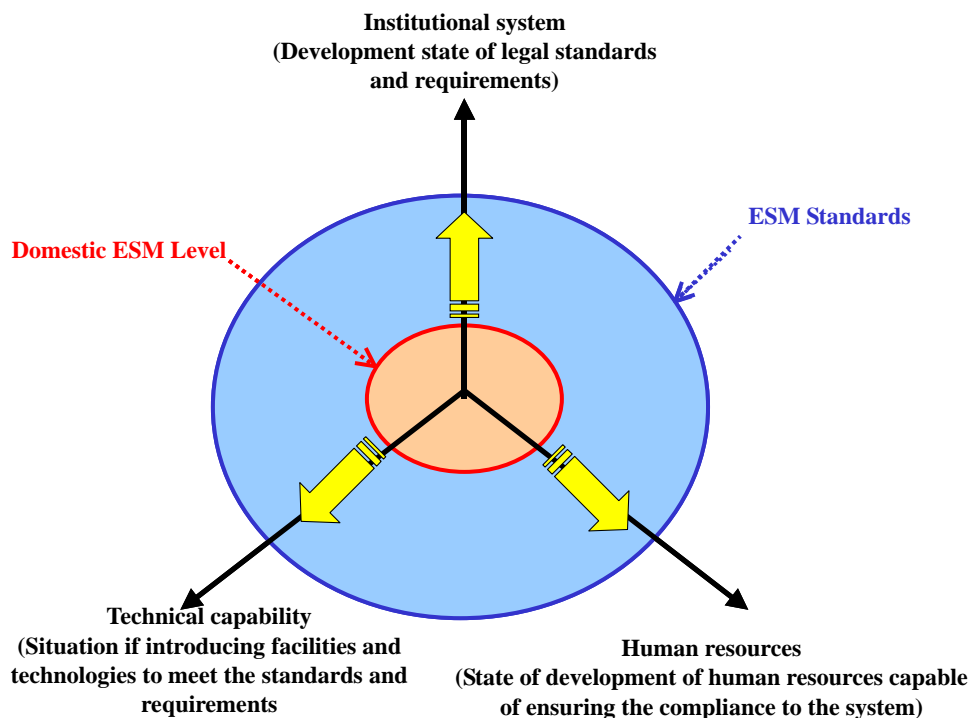 Institutional system
(Development state of legal standards
and requirements)
ESM Standards
Domestic ESM Level
Technical capability
(Situation if introducing facilities and
technologies to meet the standards and
requirements
Human resources
(State of development of human resources capable
of ensuring the compliance to the system)